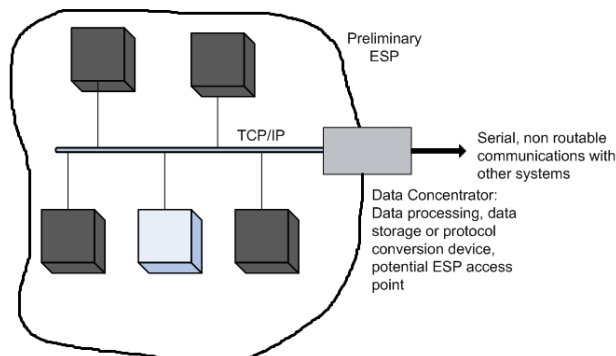 Preliminary
ESP
TCP/IP
Serial, non routable
communications with
other systems
Data Concentrator:
Data processing, data
storage or protocol
conversion device,
potential ESP access
point